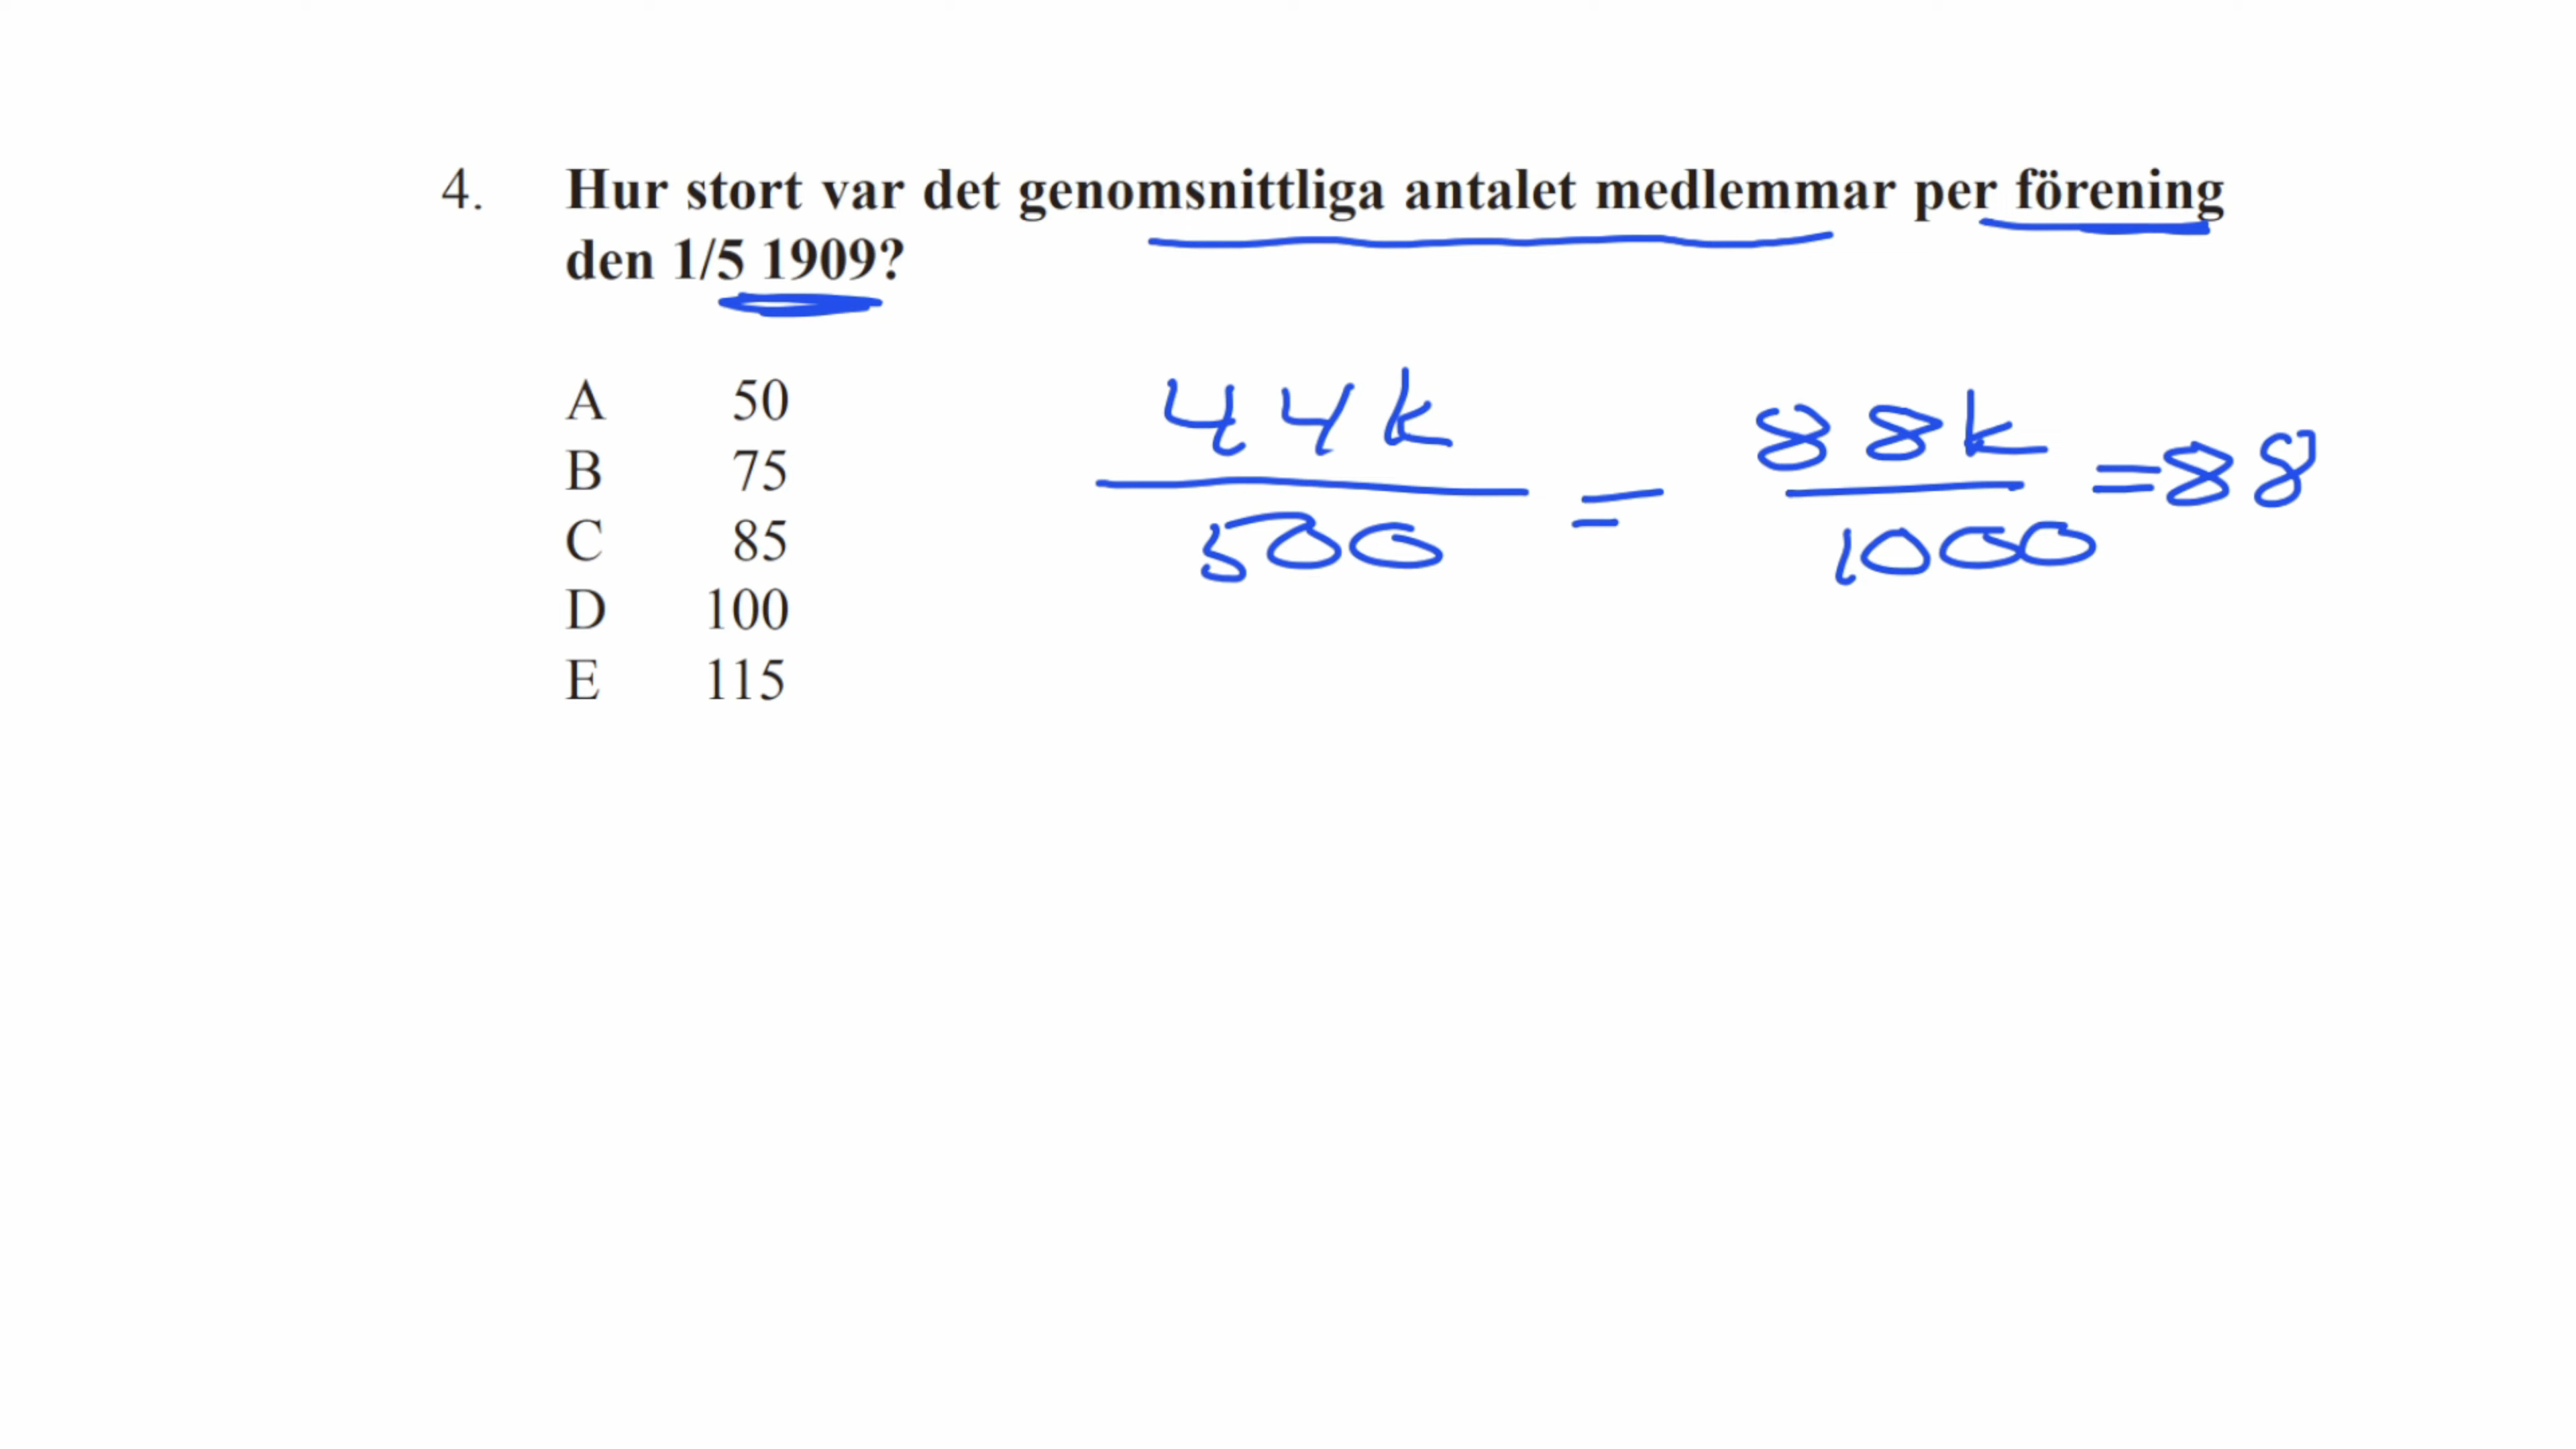 4. Hur stort var det genomsnittliga antalet medlemmar per förening
den 1/5 1909?
A 50
B 75
C 85
D 100
E 115
44k/500 = 88k/1000 = 88